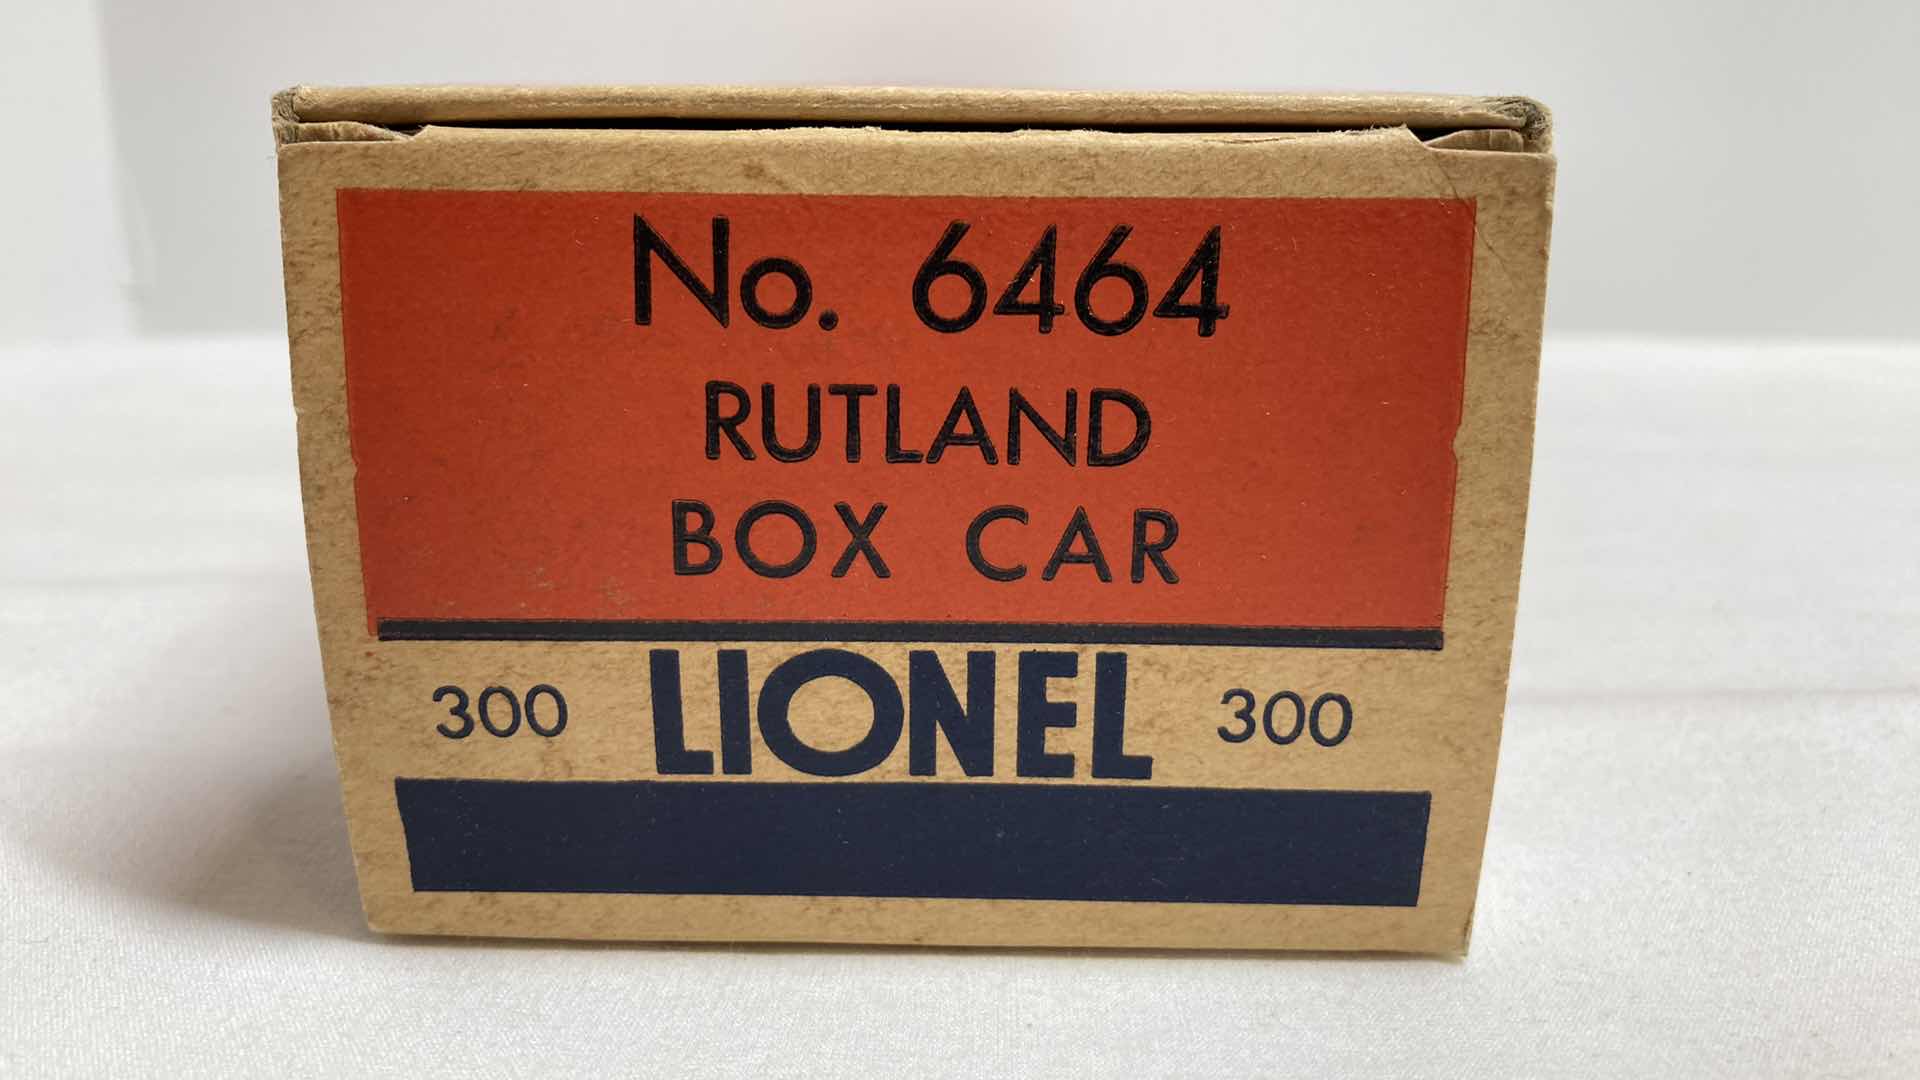 No. 6464
RUTLAND
BOX CAR
300 LIONEL 300